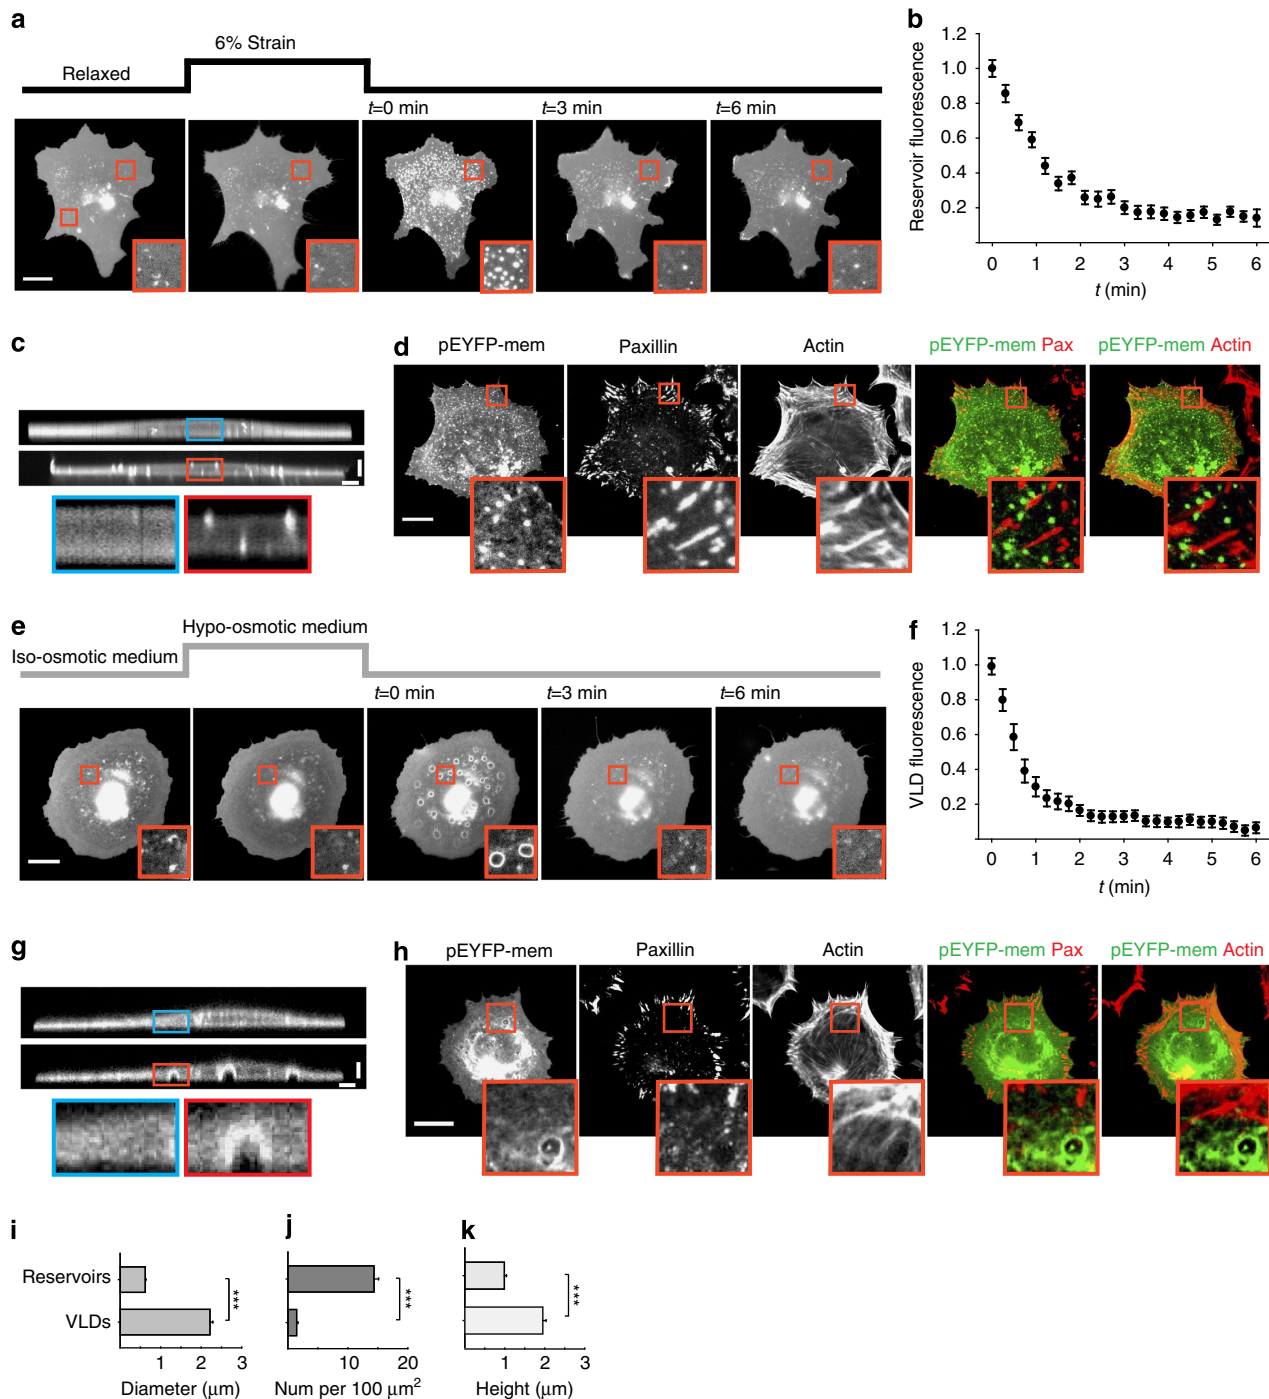 a
6% Strain
Relaxed
t=0 min
t=3 min
t=6 min
b
Reservoir fluorescence
1.2
1.0
0.8
0.6
0.4
0.2
0 1 2 3 4 5 6
t (min)
c
d
pEYFP-mem
Paxillin
Actin
pEYFP-mem Pax
pEYFP-mem Actin
e
Hypo-osmotic medium
Iso-osmotic medium
t=0 min
t=3 min
t=6 min
f
VLD fluorescence
1.2
1.0
0.8
0.6
0.4
0.2
0 1 2 3 4 5 6
t (min)
g
h
pEYFP-mem
Paxillin
Actin
pEYFP-mem Pax
pEYFP-mem Actin
i
Reservoirs
VLDs
***
0 1 2 3
Diameter (μm)
j
***
10 20
Num per 100 μm²
k
***
1 2 3
Height (μm)